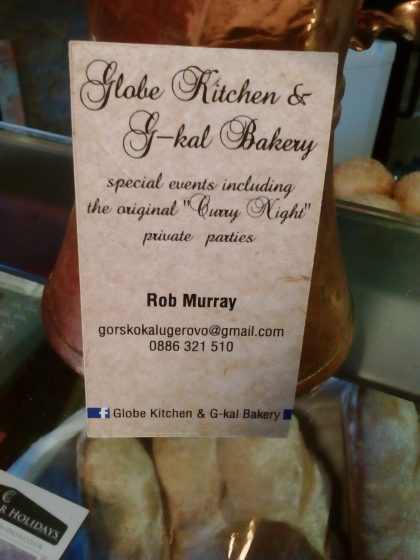 Globe Kitchen &
G-kal Bakery
special events including
the original "Curry Night"
private parties
Rob Murray
gorskokalugerovo@gmail.com
0886 321 510
f Globe Kitchen & G-kal Bakery
HOLIDAYS